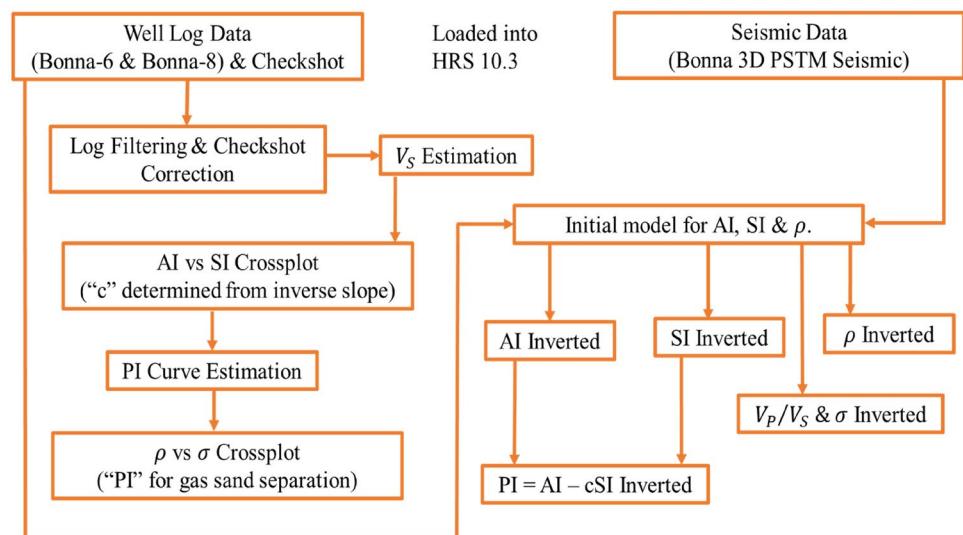 Well Log Data
(Bonna-6 & Bonna-8) & Checkshot
Loaded into
HRS 10.3
Seismic Data
(Bonna 3D PSTM Seismic)
Log Filtering & Checkshot
Correction
V_S Estimation
Initial model for AI, SI & ρ.
AI vs SI Crossplot
(“c” determined from inverse slope)
AI Inverted
SI Inverted
ρ Inverted
PI Curve Estimation
V_P/V_S & σ Inverted
ρ vs σ Crossplot
(“PI” for gas sand separation)
PI = AI – cSI Inverted